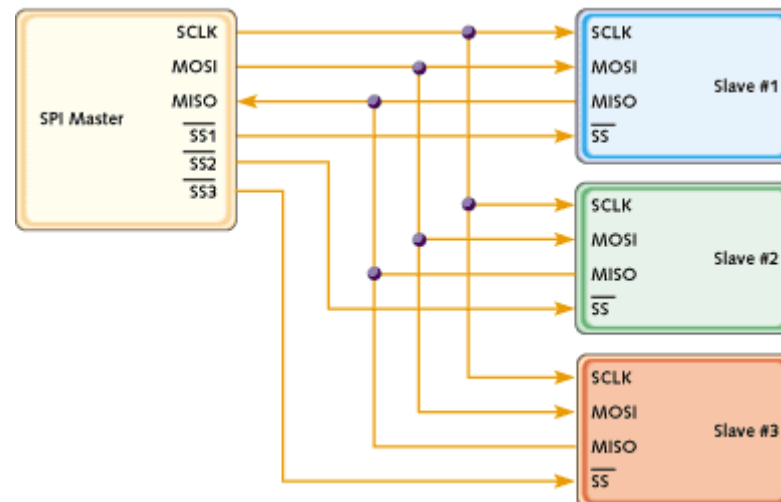 SPI Master
SCLK
MOSI
MISO
SS1
SS2
SS3
SCLK
MOSI
MISO
SS
Slave #1
SCLK
MOSI
MISO
SS
Slave #2
SCLK
MOSI
MISO
SS
Slave #3